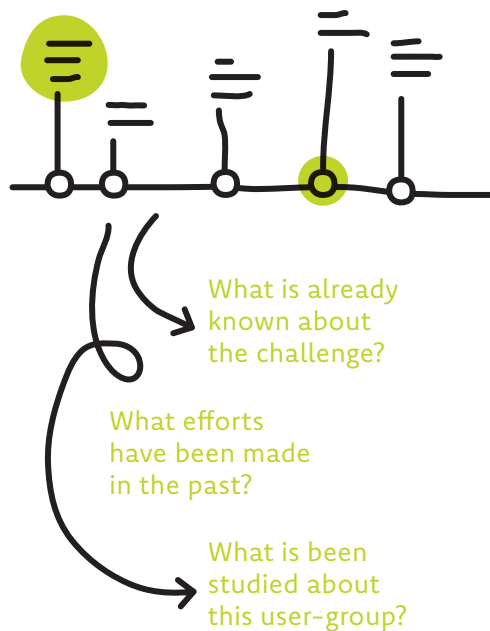 What is already
known about
the challenge?
What efforts
have been made
in the past?
What is been
studied about
this user-group?